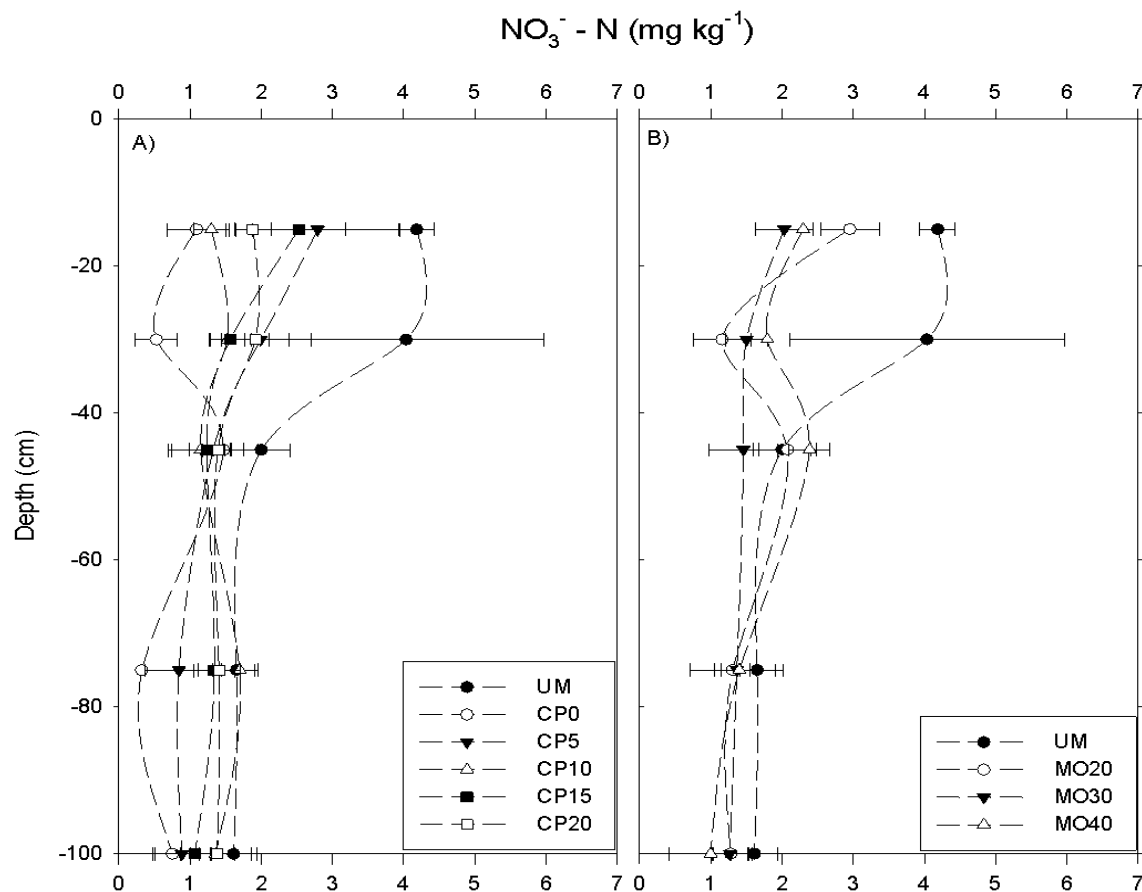 NO₃⁻ - N (mg kg⁻¹)
0 1 2 3 4 5 6 7
0 1 2 3 4 5 6 7
A)
B)
Depth (cm)
0
-20
-40
-60
-80
-100
UM
CP0
CP5
CP10
CP15
CP20
UM
MO20
MO30
MO40
0 1 2 3 4 5 6 7
0 1 2 3 4 5 6 7